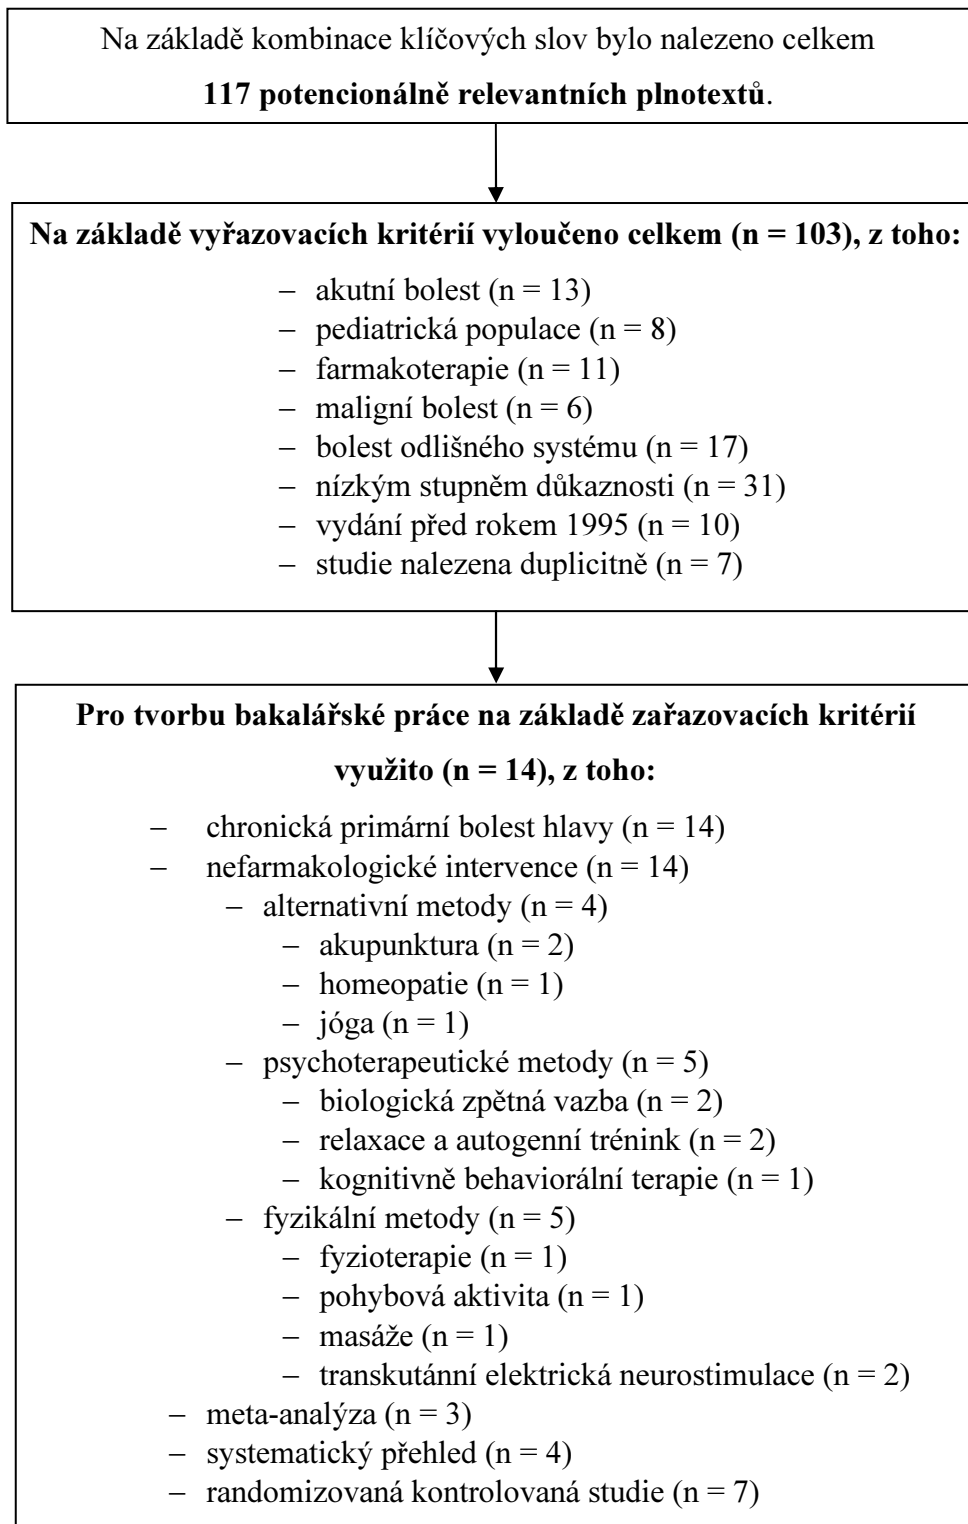 Na základě kombinace klíčových slov bylo nalezeno celkem
117 potencionálně relevantních plnotextů.
Na základě vyřazovacích kritérií vyloučeno celkem (n = 103), z toho:
– akutní bolest (n = 13)
– pediatrická populace (n = 8)
– farmakoterapie (n = 11)
– maligní bolest (n = 6)
– bolest odlišného systému (n = 17)
– nízkým stupněm důkaznosti (n = 31)
– vydání před rokem 1995 (n = 10)
– studie nalezena duplicitně (n = 7)
Pro tvorbu bakalářské práce na základě zařazovacích kritérií
využito (n = 14), z toho:
– chronická primární bolest hlavy (n = 14)
– nefarmakologické intervence (n = 14)
– alternativní metody (n = 4)
– akupunktura (n = 2)
– homeopatie (n = 1)
– jóga (n = 1)
– psychoterapeutické metody (n = 5)
– biologická zpětná vazba (n = 2)
– relaxace a autogenní trénink (n = 2)
– kognitivně behaviorální terapie (n = 1)
– fyzikální metody (n = 5)
– fyzioterapie (n = 1)
– pohybová aktivita (n = 1)
– masáže (n = 1)
– transkutánní elektrická neurostimulace (n = 2)
– meta-analýza (n = 3)
– systematický přehled (n = 4)
– randomizovaná kontrolovaná studie (n = 7)